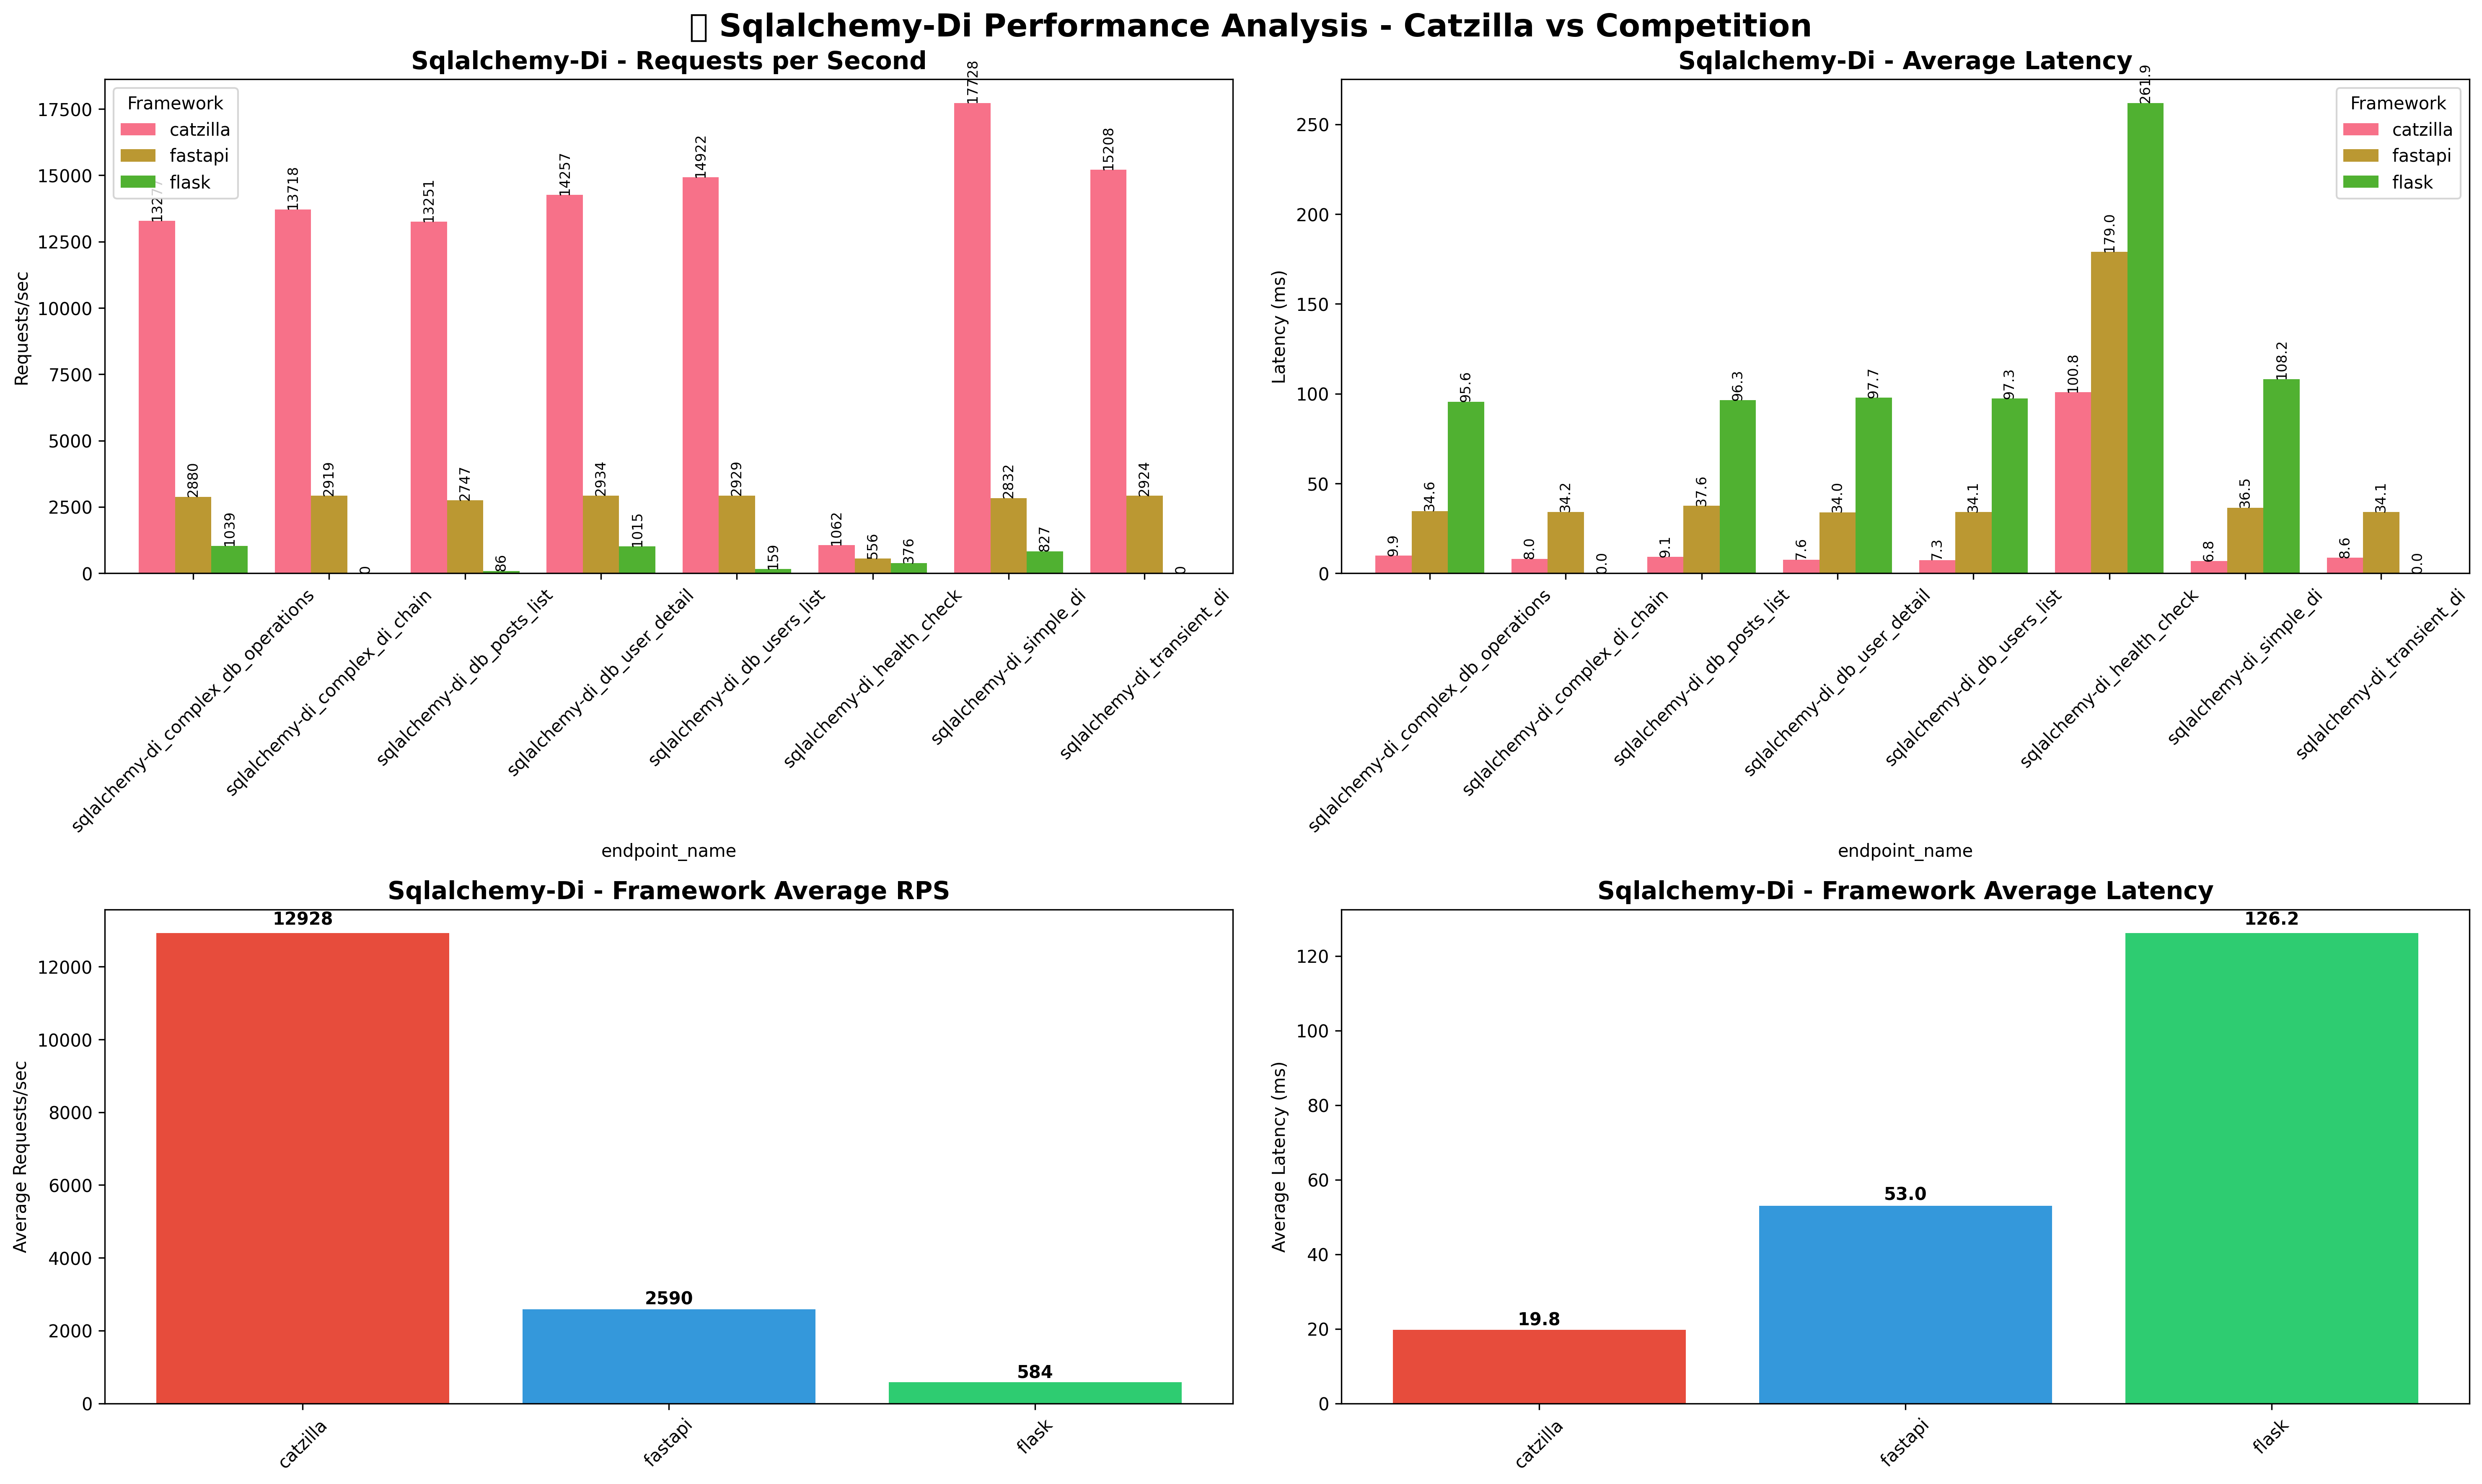 Sqlalchemy-Di Performance Analysis - Catzilla vs Competition
Sqlalchemy-Di - Requests per Second
Requests/sec
17500
15000
12500
10000
7500
5000
2500
0
Framework
catzilla
fastapi
flask
2880
1039
13718
2919
0
13251
2747
86
14257
2934
1015
14922
2929
159
1062
556
376
17728
2832
827
15208
2924
0
sqlalchemy-di_complex_db_operations
sqlalchemy-di_complex_di_chain
sqlalchemy-di_db_posts_list
sqlalchemy-di_db_user_detail
sqlalchemy-di_db_users_list
sqlalchemy-di_health_check
sqlalchemy-di_simple_di
sqlalchemy-di_transient_di
endpoint_name
Sqlalchemy-Di - Average Latency
Latency (ms)
250
200
150
100
50
0
Framework
catzilla
fastapi
flask
9.9
34.6
95.6
8.0
34.2
0.0
9.1
37.6
96.3
7.6
34.0
97.7
7.3
34.1
97.3
100.8
179.0
261.9
6.8
36.5
108.2
8.6
34.1
0.0
sqlalchemy-di_complex_db_operations
sqlalchemy-di_complex_di_chain
sqlalchemy-di_db_posts_list
sqlalchemy-di_db_user_detail
sqlalchemy-di_db_users_list
sqlalchemy-di_health_check
sqlalchemy-di_simple_di
sqlalchemy-di_transient_di
endpoint_name
Sqlalchemy-Di - Framework Average RPS
Average Requests/sec
12000
10000
8000
6000
4000
2000
0
12928
2590
584
catzilla
fastapi
flask
Sqlalchemy-Di - Framework Average Latency
Average Latency (ms)
120
100
80
60
40
20
0
19.8
53.0
126.2
catzilla
fastapi
flask